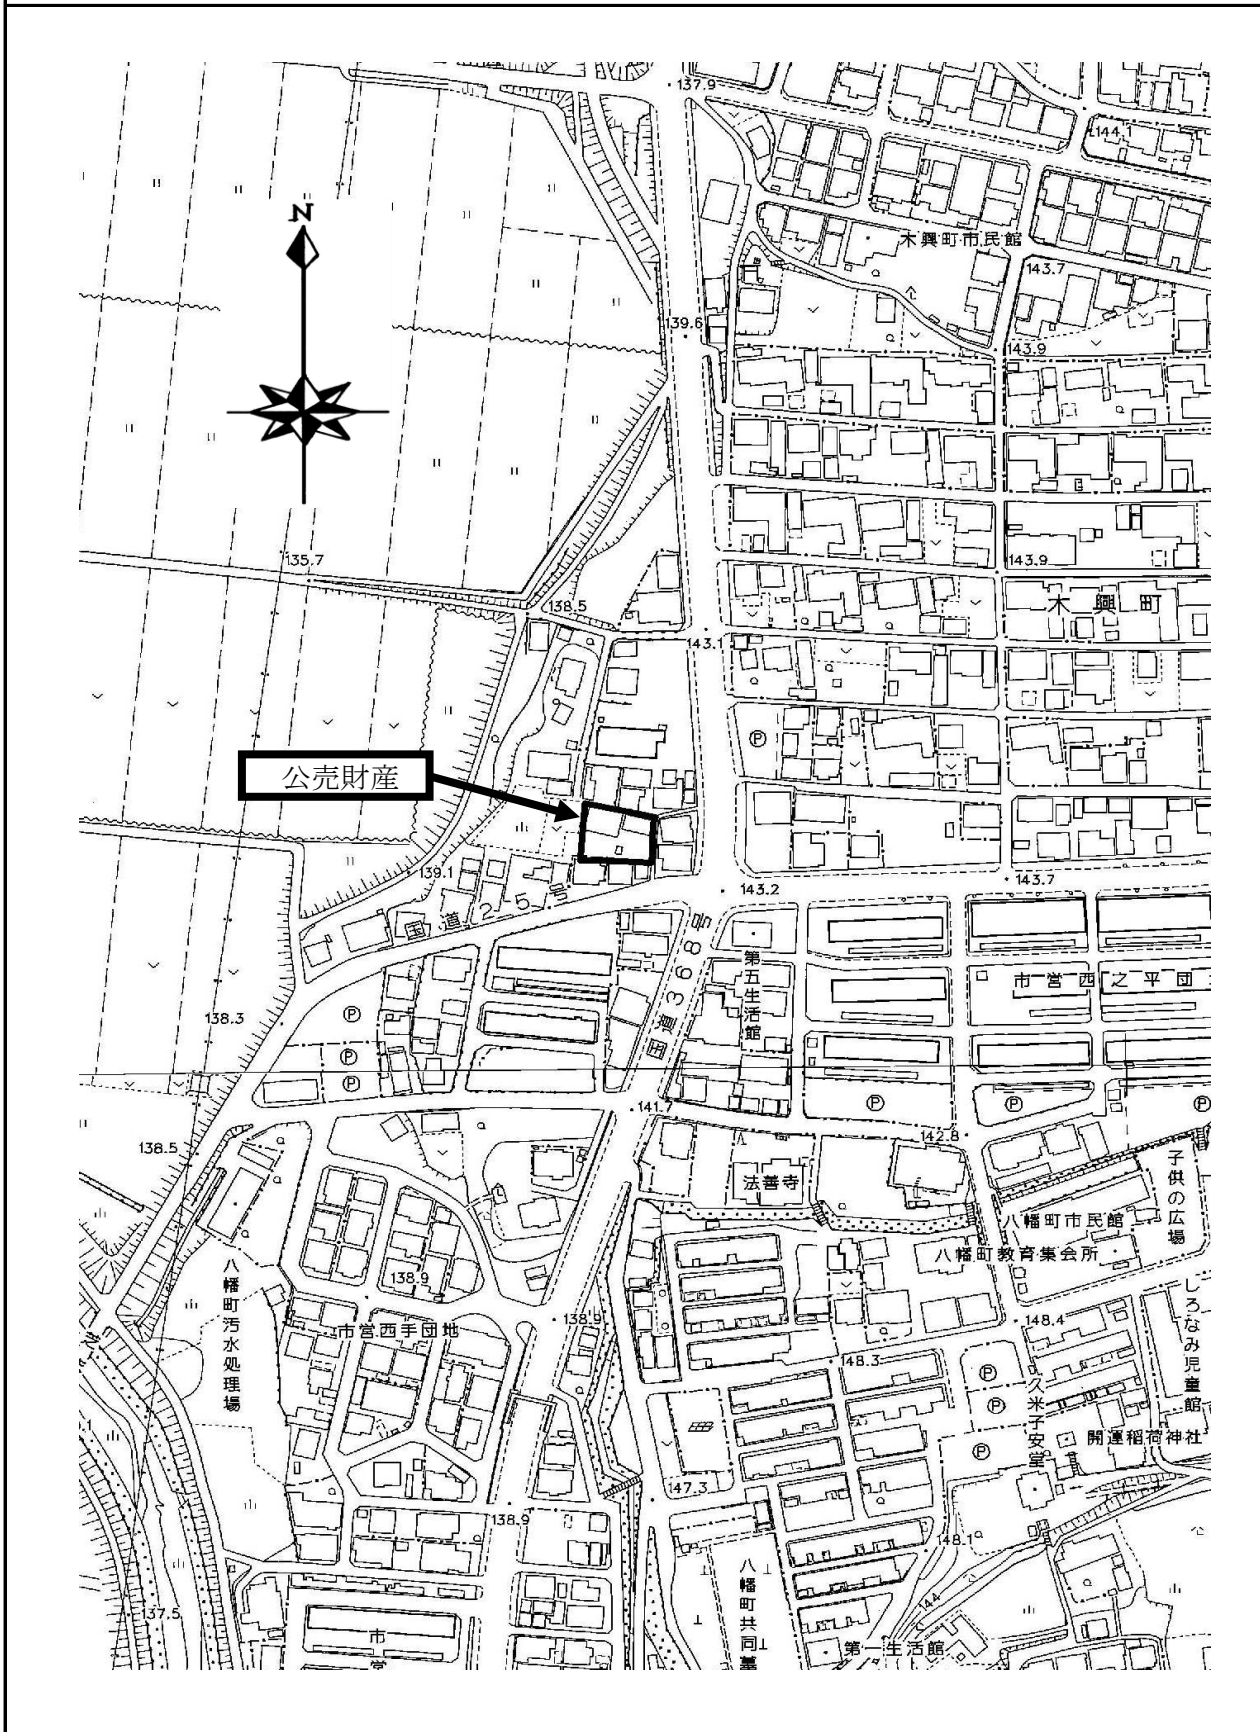 137.9
144.1
N
木興町市民館
143.7
139.6
143.9
135.7
143.9
138.5
木興町
143.1
P
公売財産
139.1
143.2
143.7
国道25号
国道368号
第五生活館
市営西之平団
138.3
P
P
P
141.7
P
P
P
142.8
138.5
法善寺
子供の広場
八幡町市民館
八幡町教育集会所
八幡町汚水処理場
138.9
市営西手団地
138.9
148.4
しろなみ児童館
148.3
P
P
P
久米子安堂
開運稲荷神社
147.3
138.9
148.1
八幡町共同墓
144
137.5
市営
第一生活館